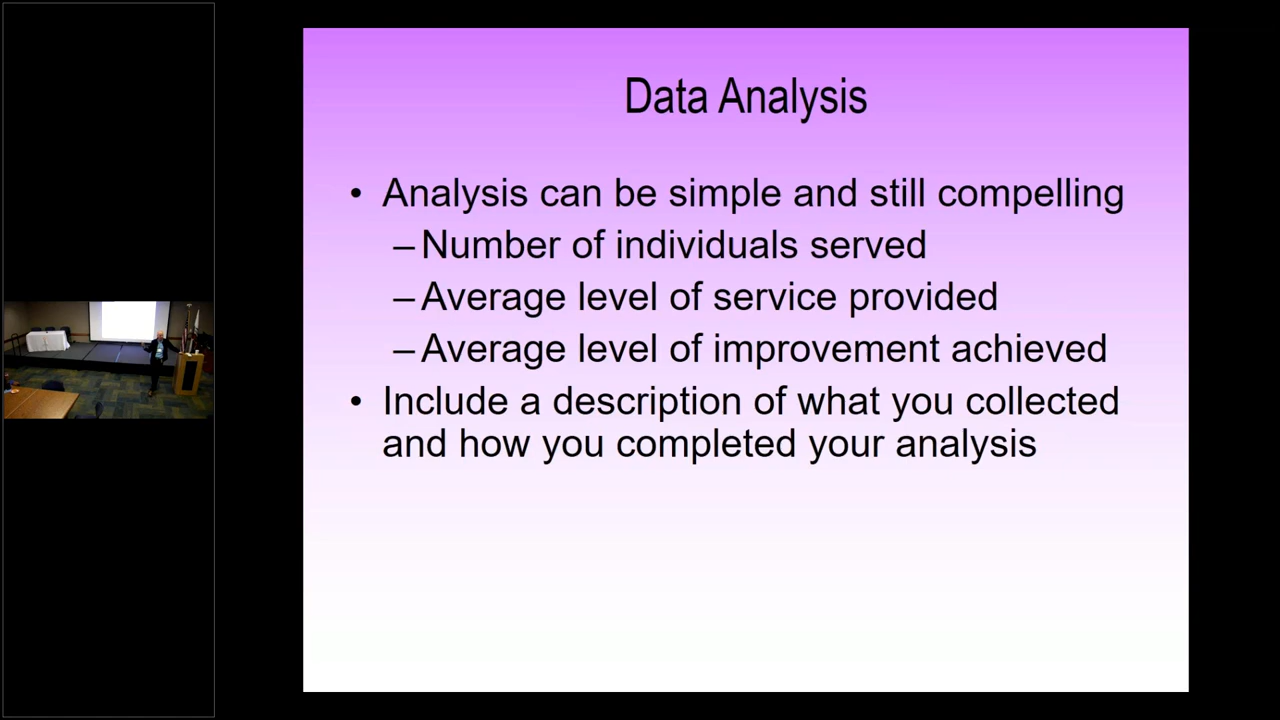 Data Analysis
• Analysis can be simple and still compelling
– Number of individuals served
– Average level of service provided
– Average level of improvement achieved
• Include a description of what you collected
and how you completed your analysis